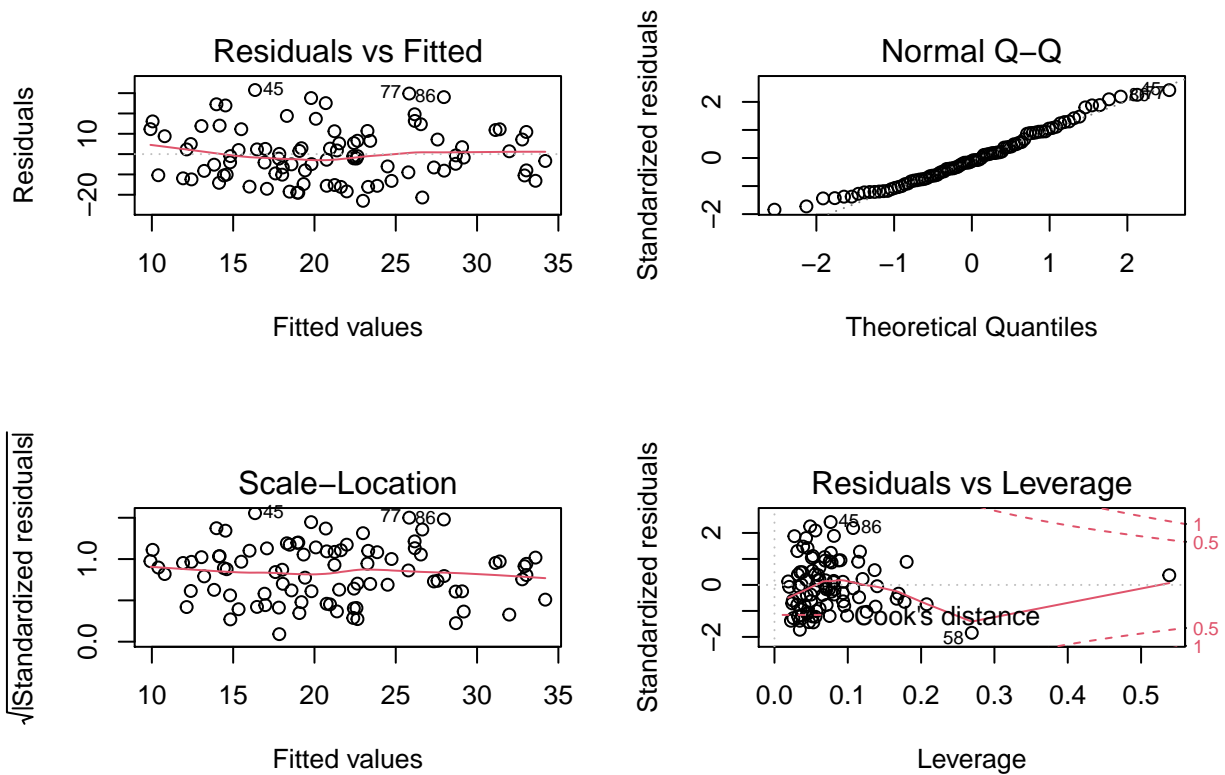 Residuals vs Fitted
Residuals
10
−20
45
77
86
10 15 20 25 30 35
Fitted values
Normal Q−Q
Standardized residuals
2
0
−2
45
−2 −1 0 1 2
Theoretical Quantiles
Scale−Location
√|Standardized residuals|
1.0
0.0
45
77
86
10 15 20 25 30 35
Fitted values
Residuals vs Leverage
Standardized residuals
2
0
−2
45
86
58
Cook's distance
1
0.5
0.5
1
0.0 0.1 0.2 0.3 0.4 0.5
Leverage